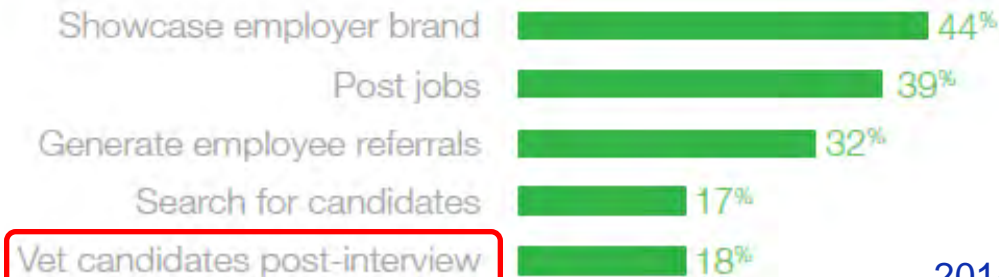 Showcase employer brand 44%
Post jobs 39%
Generate employee referrals 32%
Search for candidates 17%
Vet candidates post-interview 18%
201